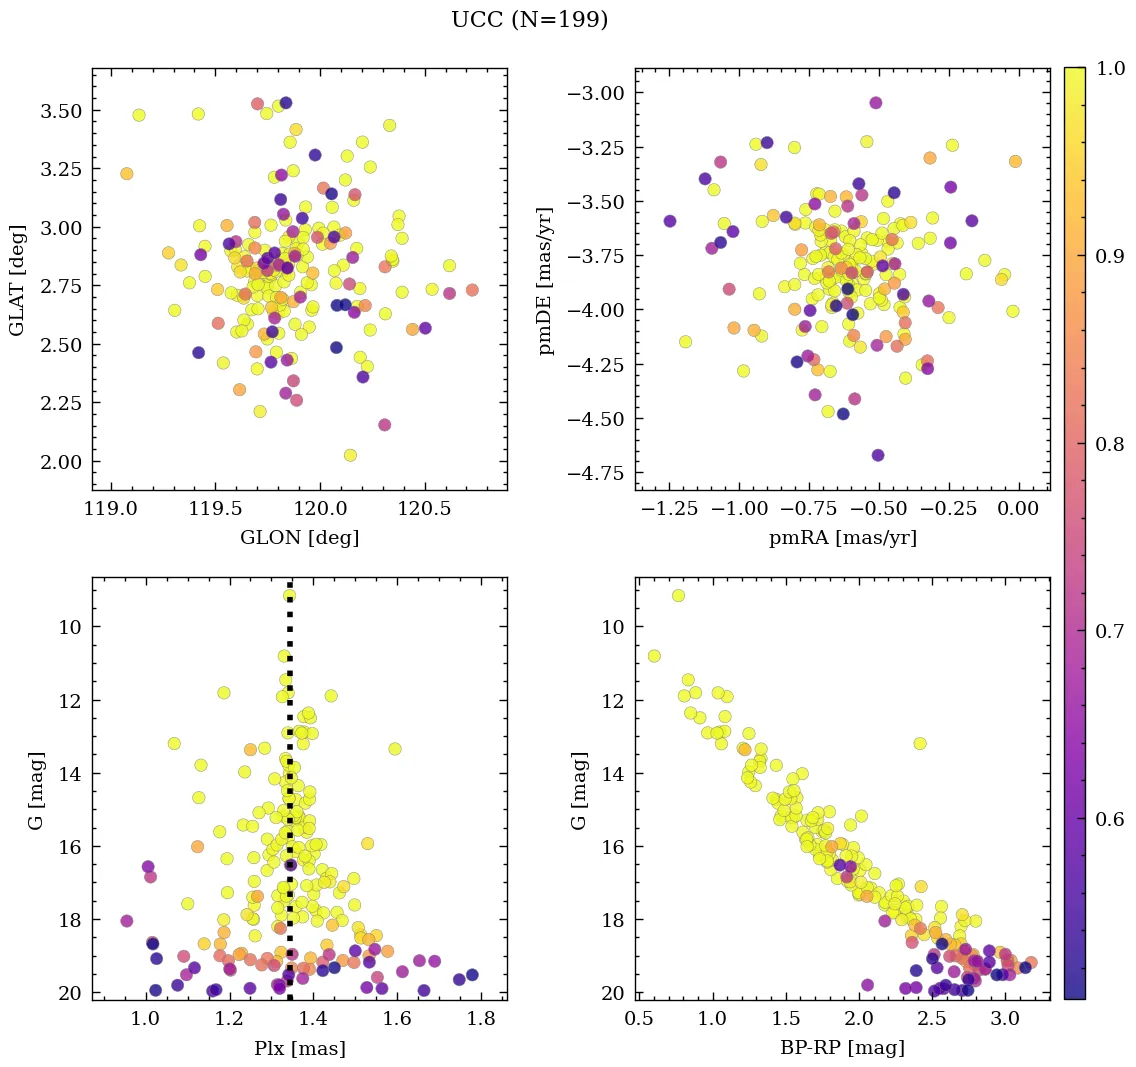 UCC (N=199)
3.50
3.25
3.00
2.75
2.50
2.25
2.00
GLAT [deg]
119.0 119.5 120.0 120.5
GLON [deg]
−3.00
−3.25
−3.50
−3.75
−4.00
−4.25
−4.50
−4.75
pmDE [mas/yr]
−1.25 −1.00 −0.75 −0.50 −0.25 0.00
pmRA [mas/yr]
1.0
0.9
0.8
0.7
0.6
10
12
14
16
18
20
G [mag]
1.0 1.2 1.4 1.6 1.8
Plx [mas]
10
12
14
16
18
20
G [mag]
0.5 1.0 1.5 2.0 2.5 3.0
BP-RP [mag]